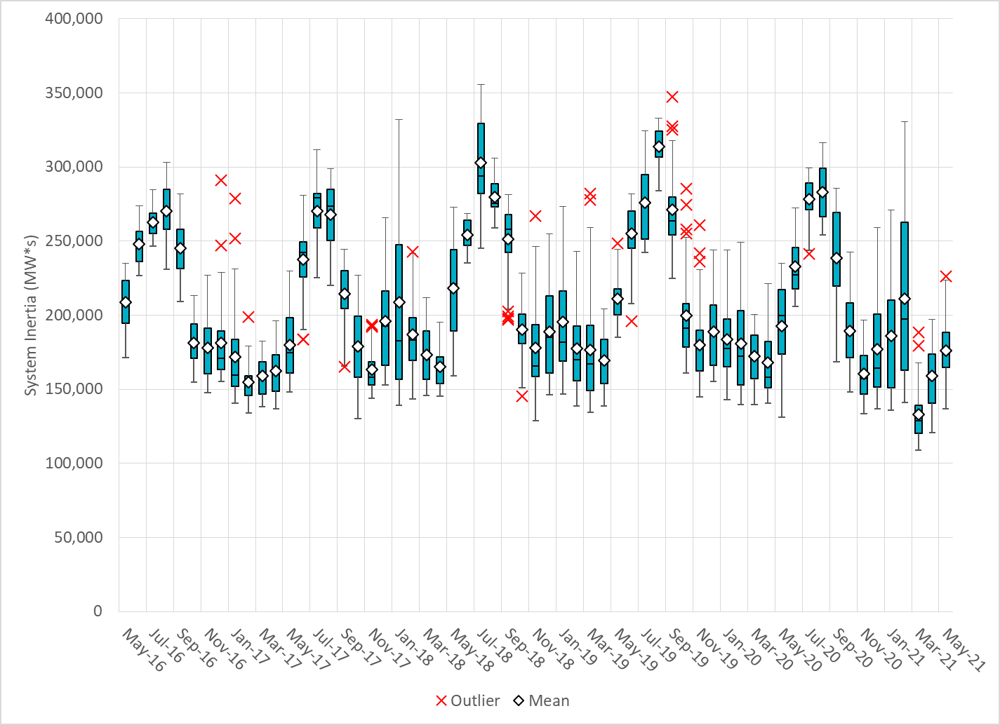 400,000
350,000
300,000
250,000
200,000
150,000
100,000
50,000
0
System Inertia (MW*s)
May-16
Jul-16
Sep-16
Nov-16
Jan-17
Mar-17
May-17
Jul-17
Sep-17
Nov-17
Jan-18
Mar-18
May-18
Jul-18
Sep-18
Nov-18
Jan-19
Mar-19
May-19
Jul-19
Sep-19
Nov-19
Jan-20
Mar-20
May-20
Jul-20
Sep-20
Nov-20
Jan-21
Mar-21
May-21
Outlier Mean